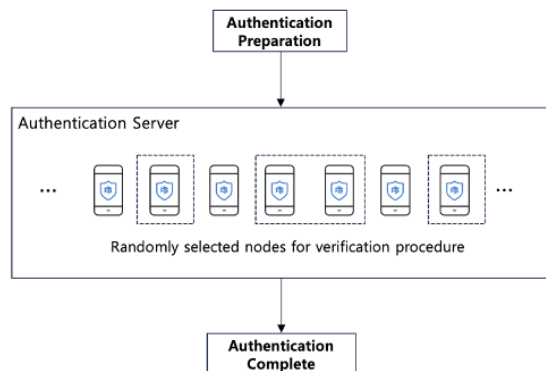 Authentication
Preparation
Authentication Server
... ...
Randomly selected nodes for verification procedure
Authentication
Complete